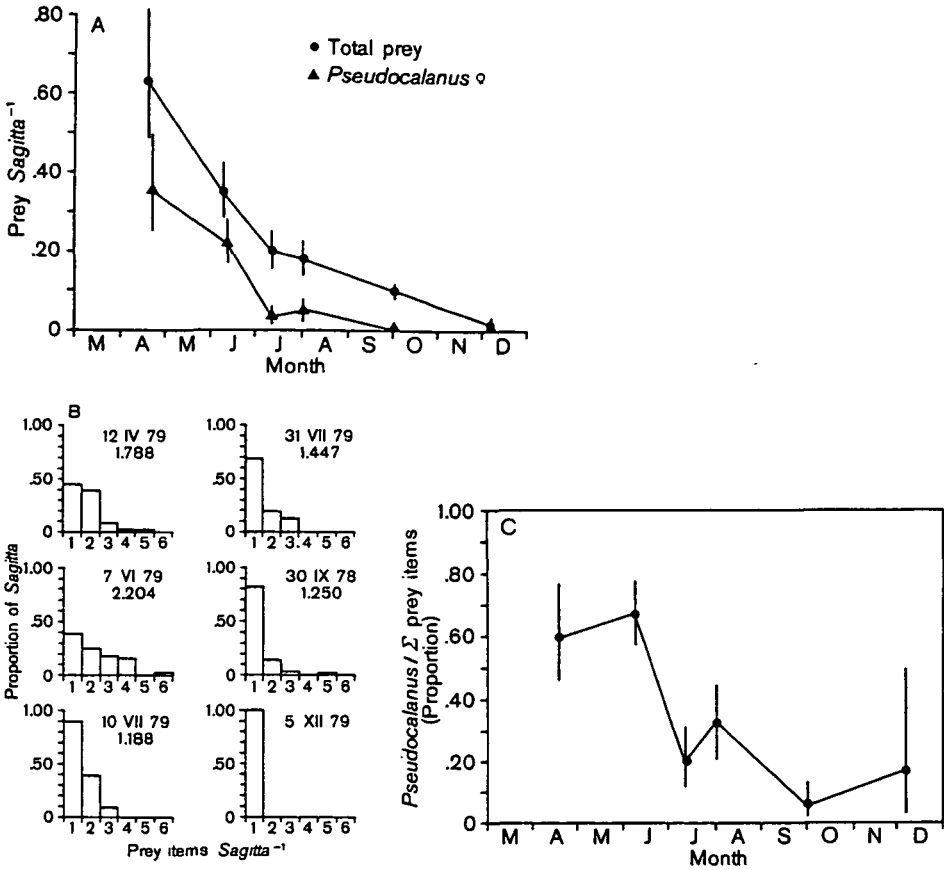 A
.80
.60
.40
.20
0
Prey Sagitta⁻¹
● Total prey
▲ Pseudocalanus ♀
M A M J J A S O N D
Month
B
Proportion of Sagitta
1.00
.50
0
12 IV 79
1.788
1 2 3 4 5 6
1.00
.50
0
31 VII 79
1.447
1 2 3. 4 5 6
1.00
.50
0
7 VI 79
2.204
1 2 3 4 5 6
1.00
.50
0
30 IX 78
1.250
1 2 3 4 5 6
1.00
.50
0
10 VII 79
1.188
1 2 3 4 5 6
1.00
.50
0
5 XII 79
1 2 3 4 5 6
Prey items Sagitta⁻¹
C
1.00
.80
.60
.40
.20
0
Pseudocalanus / Σ prey items
(Proportion)
M A M J J A S O N D
Month